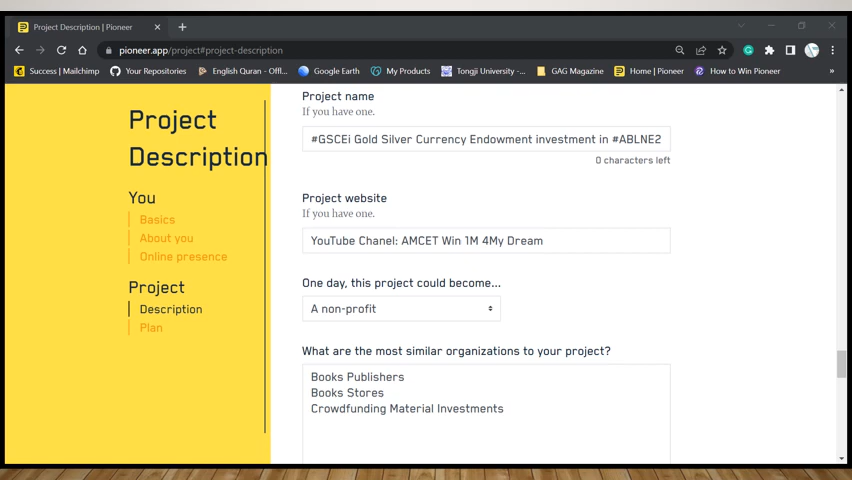 Project Description | Pioneer
pioneer.app/project#project-description
Success | Mailchimp
Your Repositories
English Quran - Offl...
Google Earth
My Products
Tongji University -...
GAG Magazine
Home | Pioneer
How to Win Pioneer
»
Project
Description
You
Basics
About you
Online presence
Project
Description
Plan
Project name
If you have one.
#GSCEi Gold Silver Currency Endowment investment in #ABLNE2
0 characters left
Project website
If you have one.
YouTube Chanel: AMCET Win 1M 4My Dream
One day, this project could become...
A non-profit
What are the most similar organizations to your project?
Books Publishers
Books Stores
Crowdfunding Material Investments